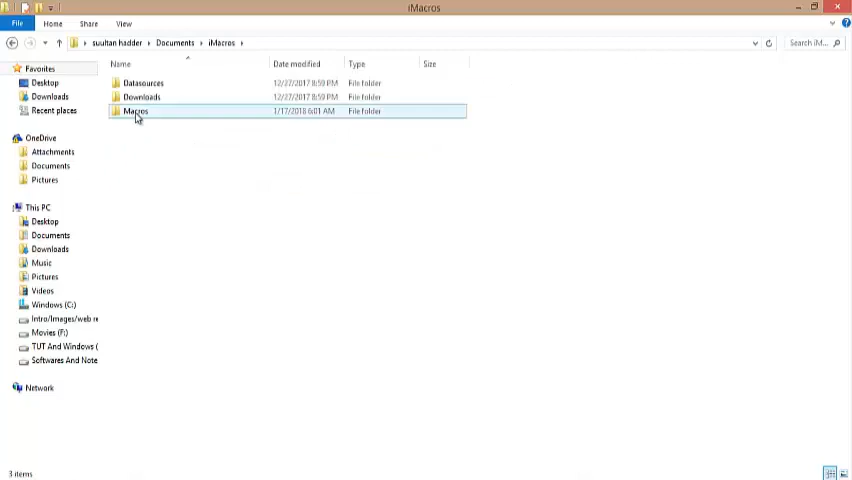 iMacros
File Home Share View
suultan hadder Documents iMacros
Search iM...
Name Date modified Type Size
Favorites
Desktop
Downloads
Recent places
OneDrive
Attachments
Documents
Pictures
This PC
Desktop
Documents
Downloads
Music
Pictures
Videos
Windows (C:)
Intro/Images/web re
Movies (F:)
TUT And Windows (
Softwares And Note
Network
Datasources 12/27/2017 8:59 PM File folder
Downloads 12/27/2017 8:59 PM File folder
Macros 1/17/2018 6:01 AM File folder
3 items